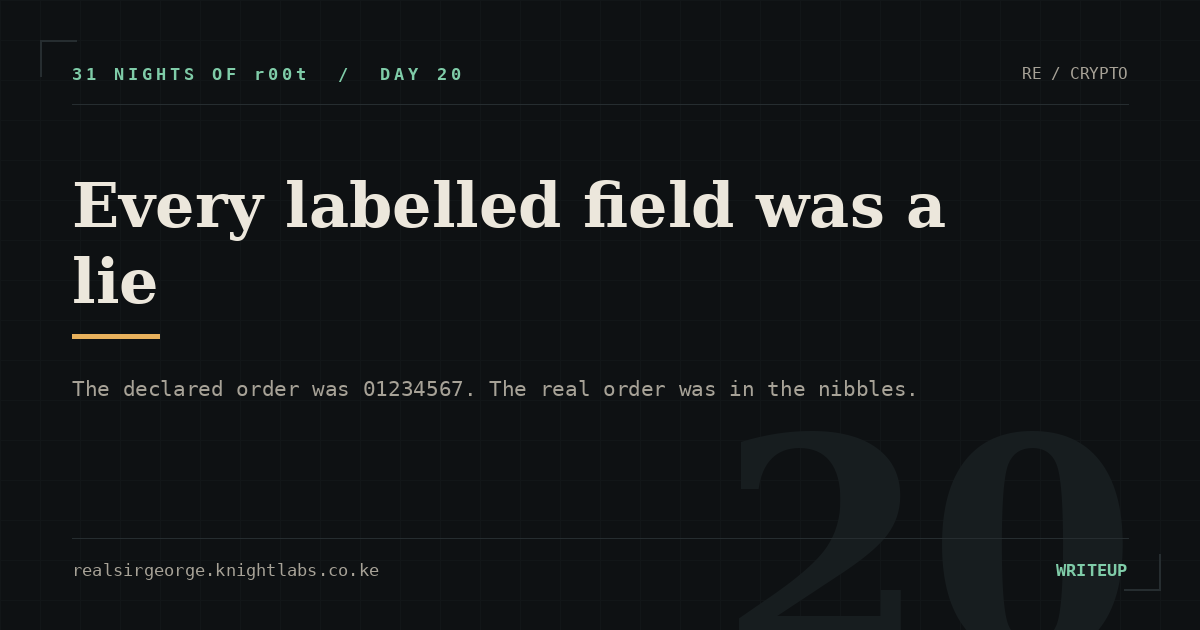 31 NIGHTS OF r00t / DAY 20
RE / CRYPTO
Every labelled field was a
lie
The declared order was 01234567. The real order was in the nibbles.
20
realsirgeorge.knightlabs.co.ke
WRITEUP